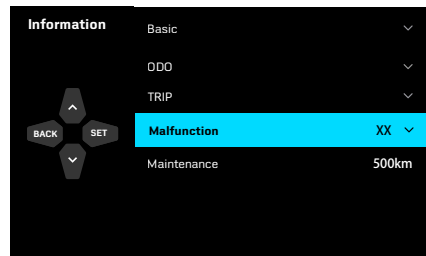 Information
Basic
ODO
TRIP
BACK SET
Malfunction XX
Maintenance 500km